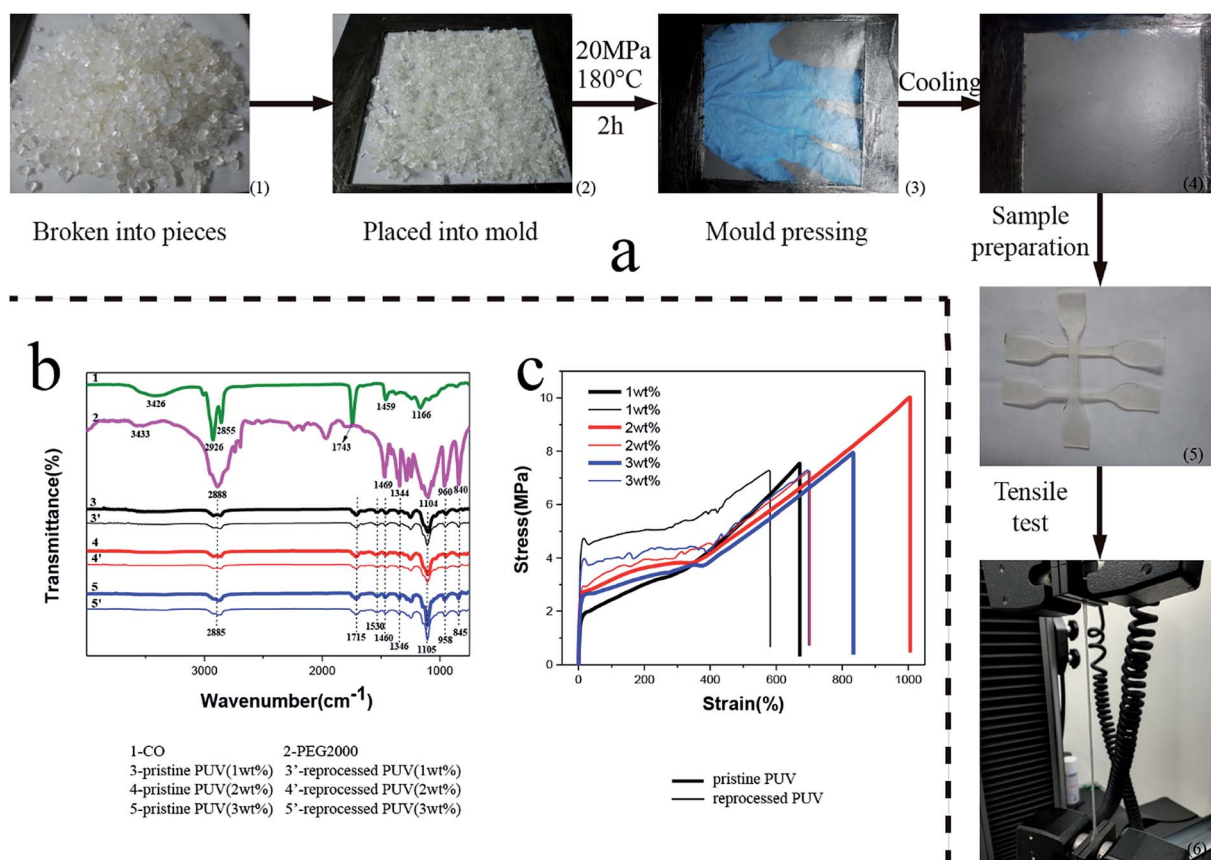 20MPa
180°C
2h
Cooling
(1)
(2)
(3)
(4)
Broken into pieces
Placed into mold
Mould pressing
Sample
preparation
a
(5)
Tensile
test
(6)
b
1
3426
2926
2855
1743
1459
1166
2
3433
2888
1469
1344
1104
960
840
3
3'
4
4'
5
5'
2885
1715
1530
1460
1346
1105
958
845
Transmittance(%)
3000
2000
1000
Wavenumber(cm-1)
1-CO
2-PEG2000
3-pristine PUV(1wt%)
3’-reprocessed PUV(1wt%)
4-pristine PUV(2wt%)
4’-reprocessed PUV(2wt%)
5-pristine PUV(3wt%)
5’-reprocessed PUV(3wt%)
c
1wt%
1wt%
2wt%
2wt%
3wt%
3wt%
Stress(MPa)
10
8
6
4
2
0
0
200
400
600
800
1000
Strain(%)
pristine PUV
reprocessed PUV